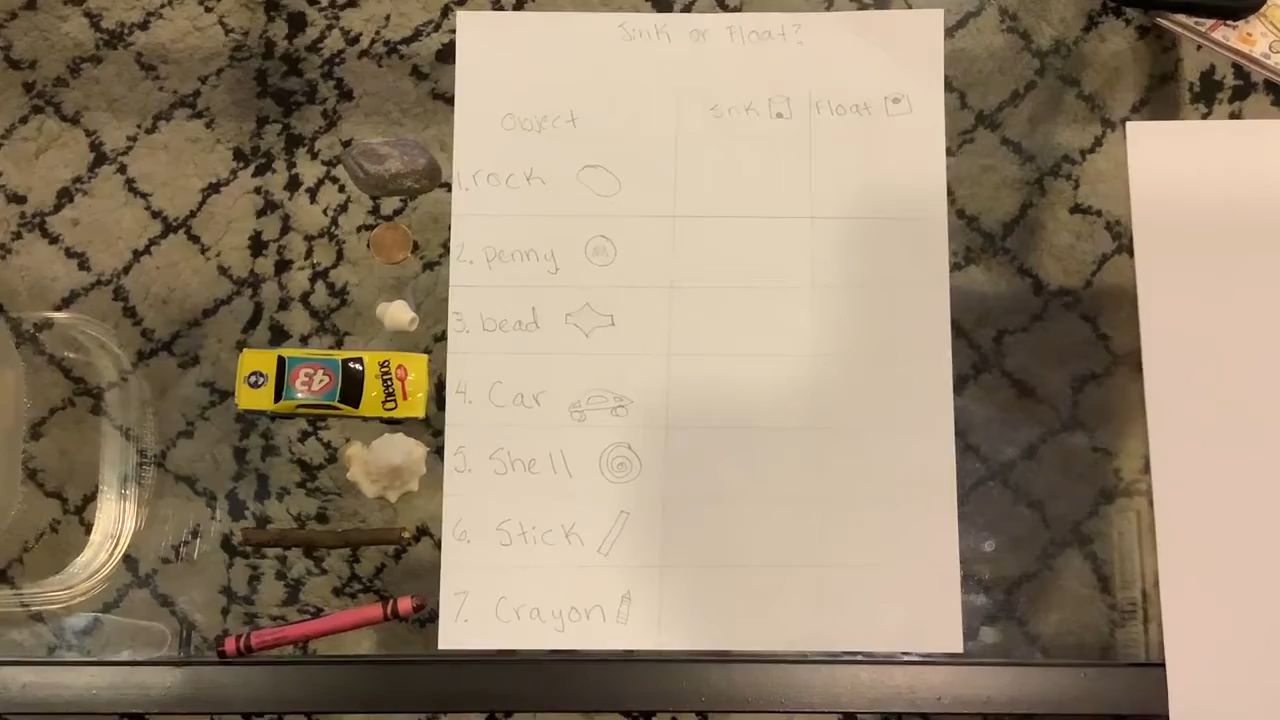 Sink or Float?
Object Sink Float
1. rock
2. penny
3. bead
4. Car
5. Shell
6. Stick
7. Crayon
43
Cheerios